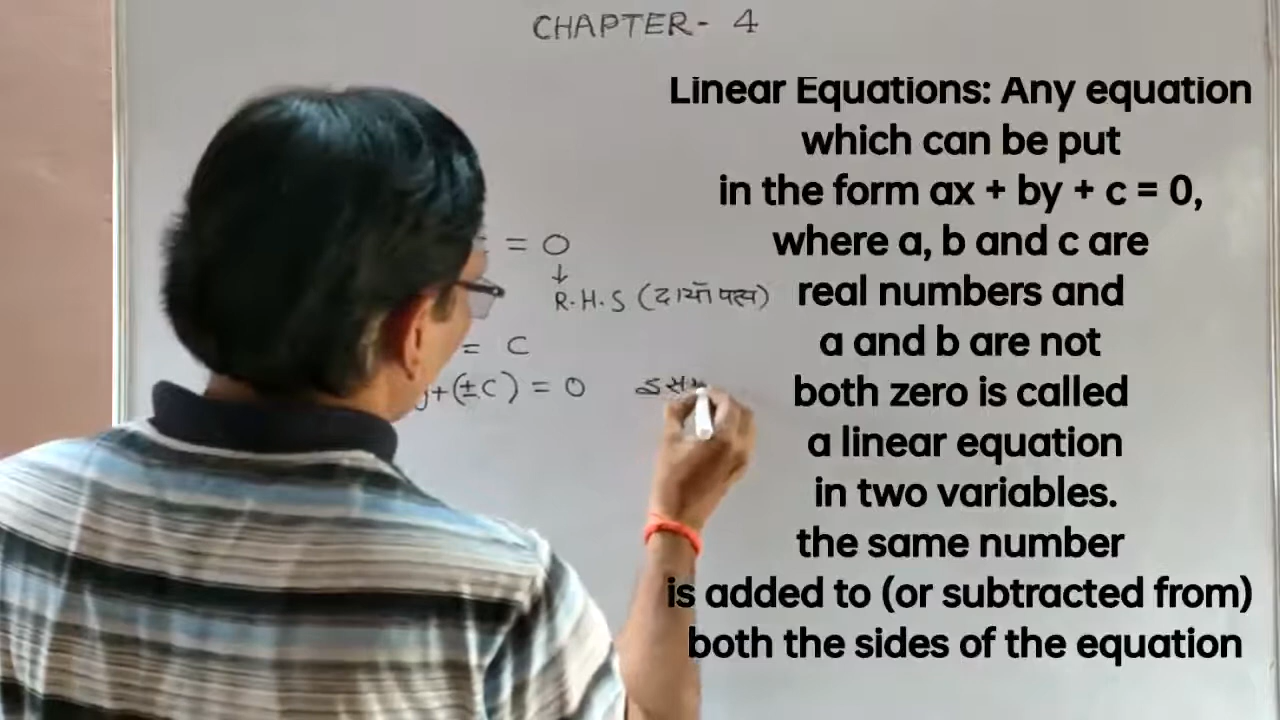 CHAPTER- 4
Linear Equations: Any equation
which can be put
in the form ax + by + c = 0,
where a, b and c are
real numbers and
a and b are not
both zero is called
a linear equation
in two variables.
the same number
is added to (or subtracted from)
both the sides of the equation
= 0
↓
R.H.S (दायाँ पक्ष)
= C
+(±C) = 0